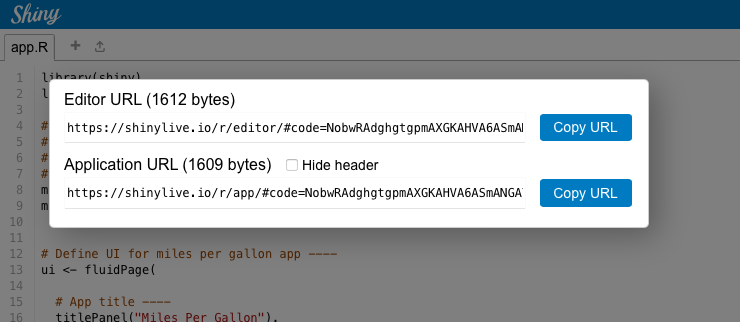 Shiny
app.R
1 library(shiny)
2 l
3
4 #
5 #
6 #
7 #
8 m
9 m
10
11
12 # Define UI for miles per gallon app ----
13 ui <- fluidPage(
14
15 # App title ----
16 titlePanel("Miles Per Gallon"),
Editor URL (1612 bytes)
https://shinylive.io/r/editor/#code=NobwRAdghgtgpmAXGKAHVA6ASmA
Copy URL
Application URL (1609 bytes)
Hide header
https://shinylive.io/r/app/#code=NobwRAdghgtgpmAXGKAHVA6ASmANGA
Copy URL